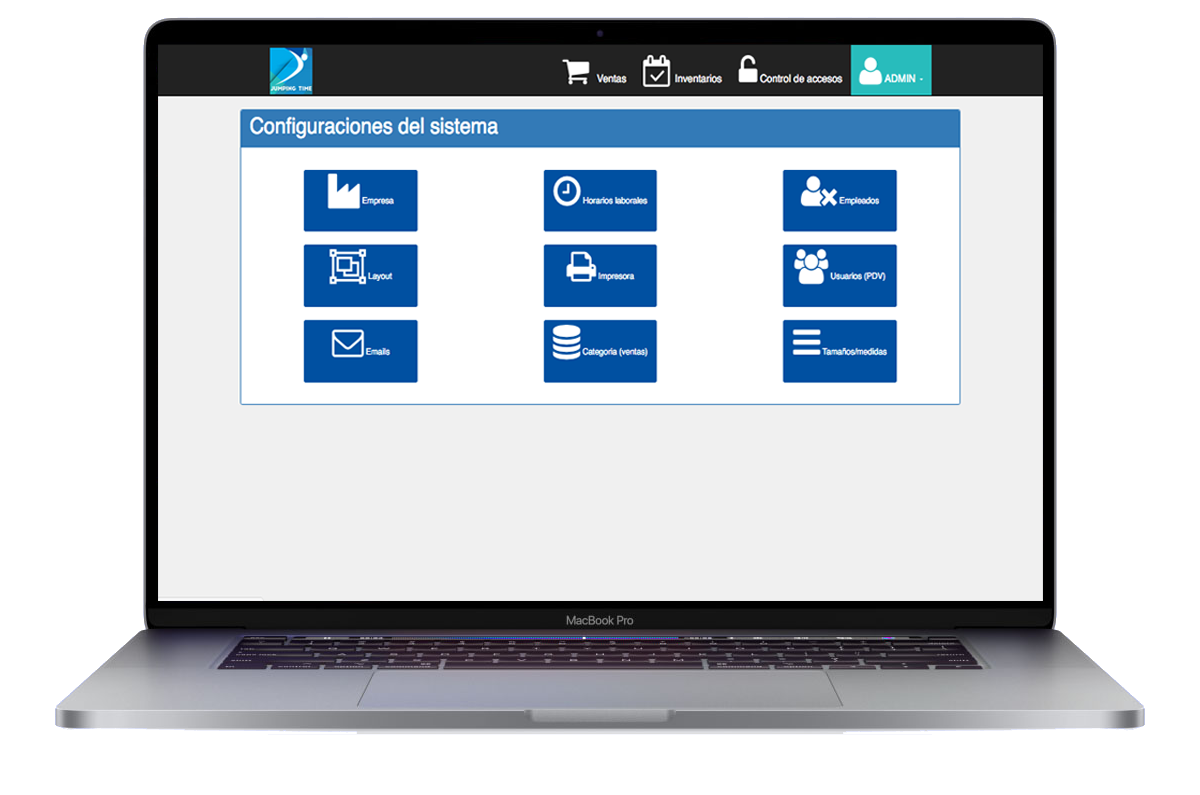 JUMPING TIME
Ventas
Inventarios
Control de accesos
ADMIN
Configuraciones del sistema
Empresa
Horarios laborales
Empleados
Layout
Impresora
Usuarios (PDV)
Emails
Categoria (ventas)
Tamaños/medidas
MacBook Pro